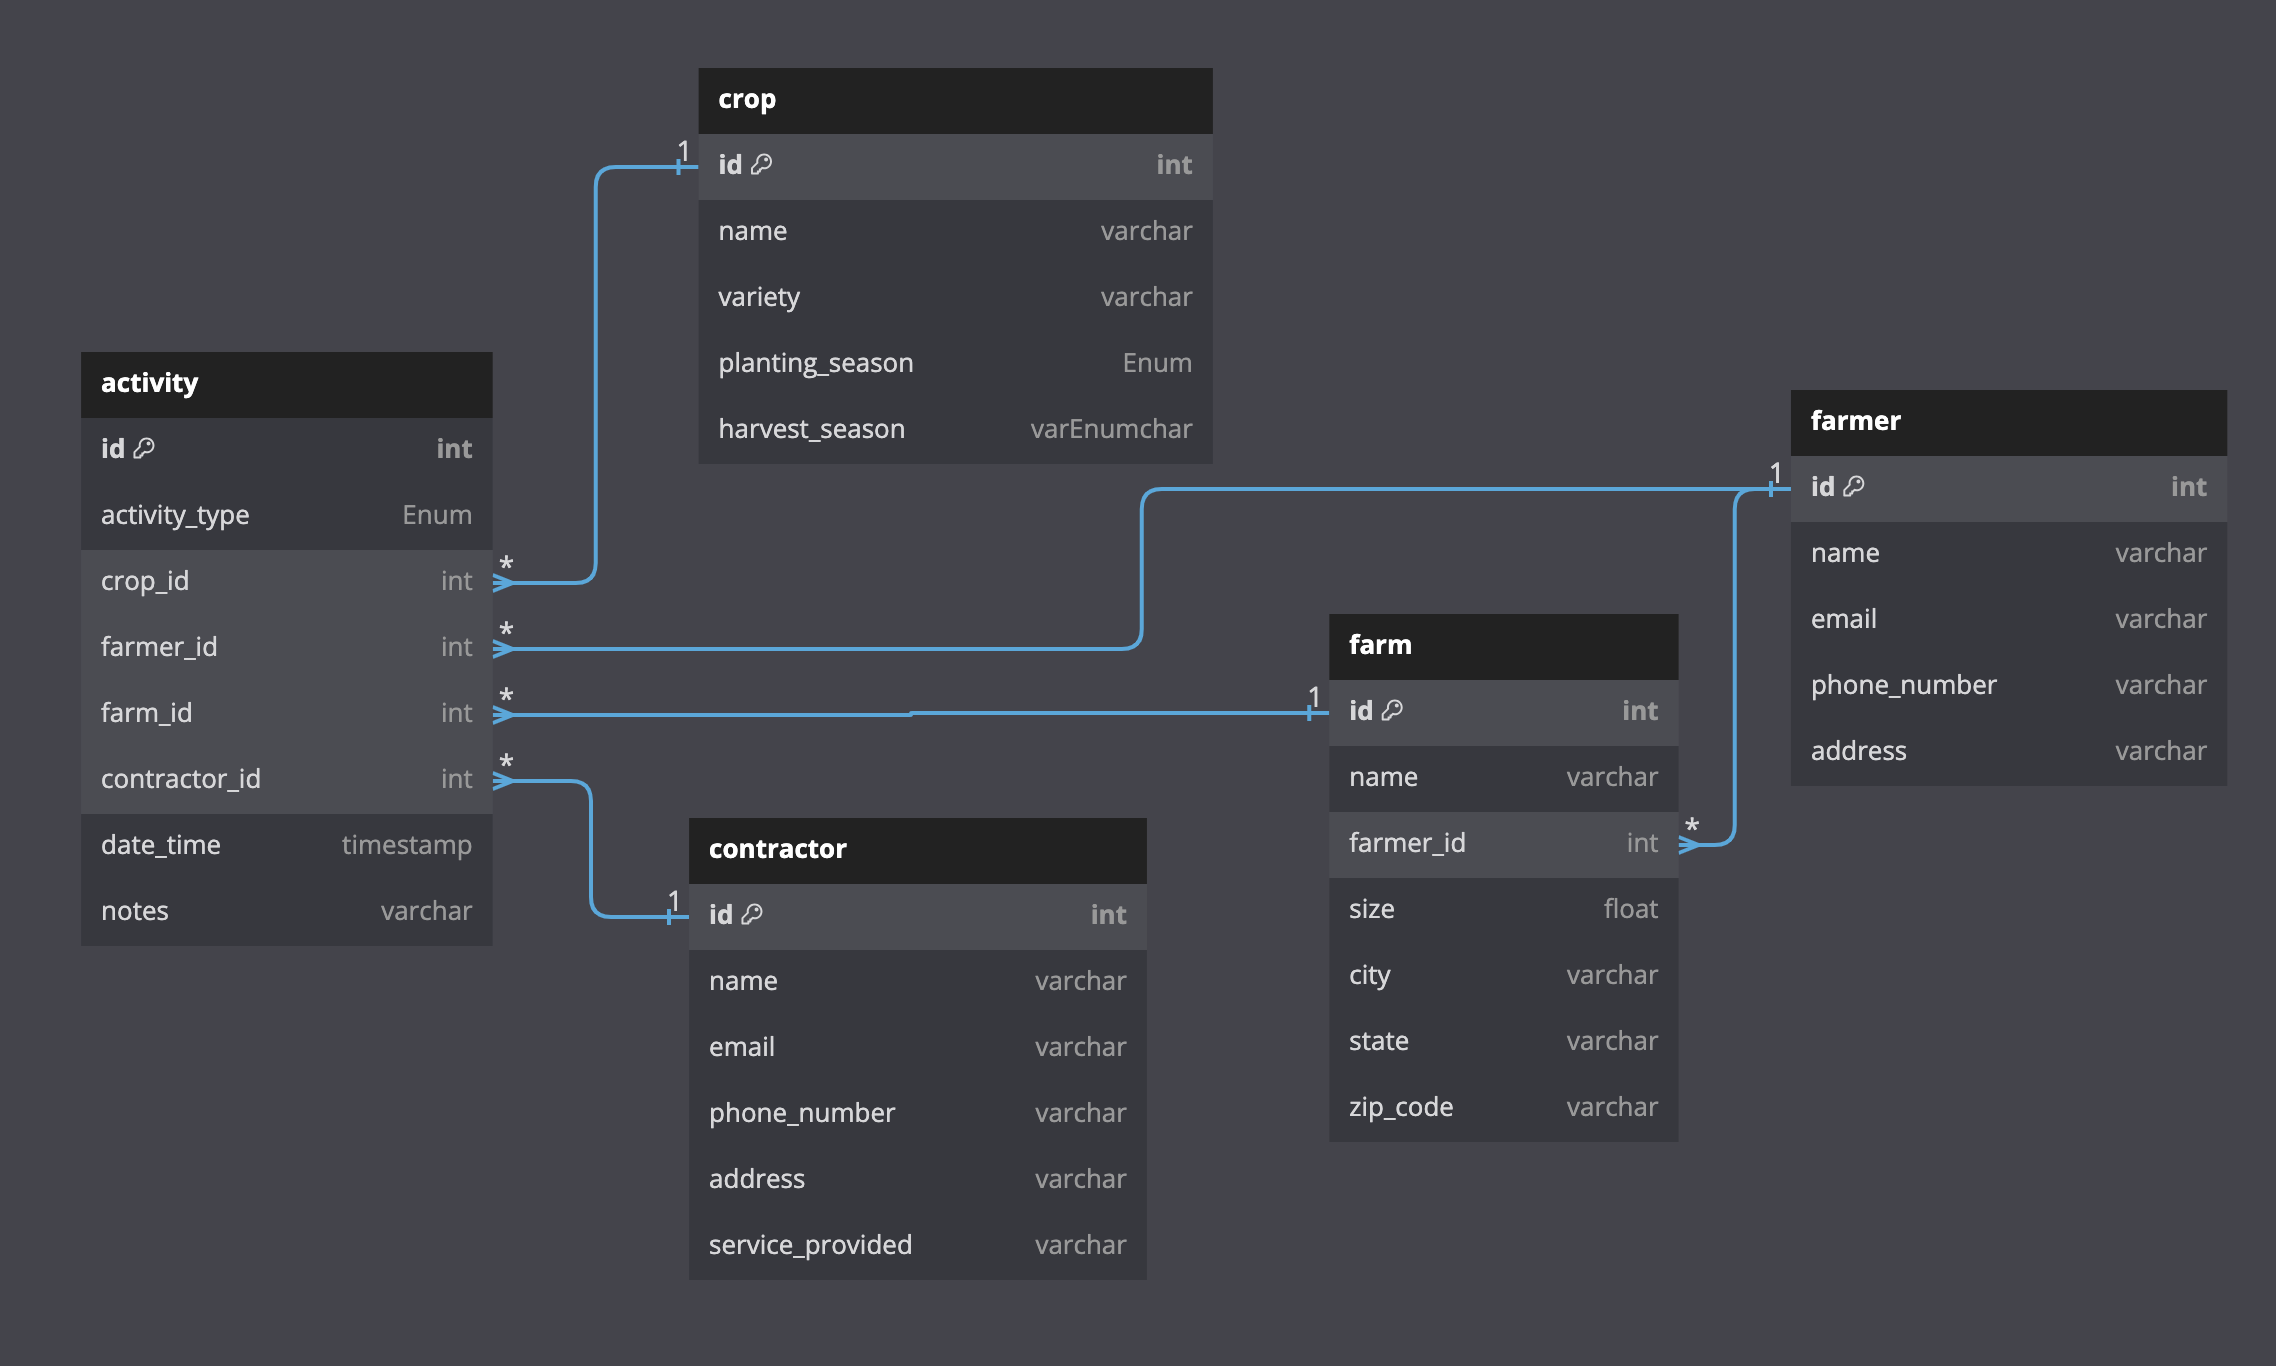 crop
1
id int
name varchar
variety varchar
planting_season Enum
harvest_season varEnumchar
activity
id int
activity_type Enum
crop_id int *
farmer_id int *
farm_id int *
contractor_id int *
date_time timestamp
notes varchar
farmer
1
id int
name varchar
email varchar
phone_number varchar
address varchar
farm
1
id int
name varchar
farmer_id int *
size float
city varchar
state varchar
zip_code varchar
contractor
1
id int
name varchar
email varchar
phone_number varchar
address varchar
service_provided varchar